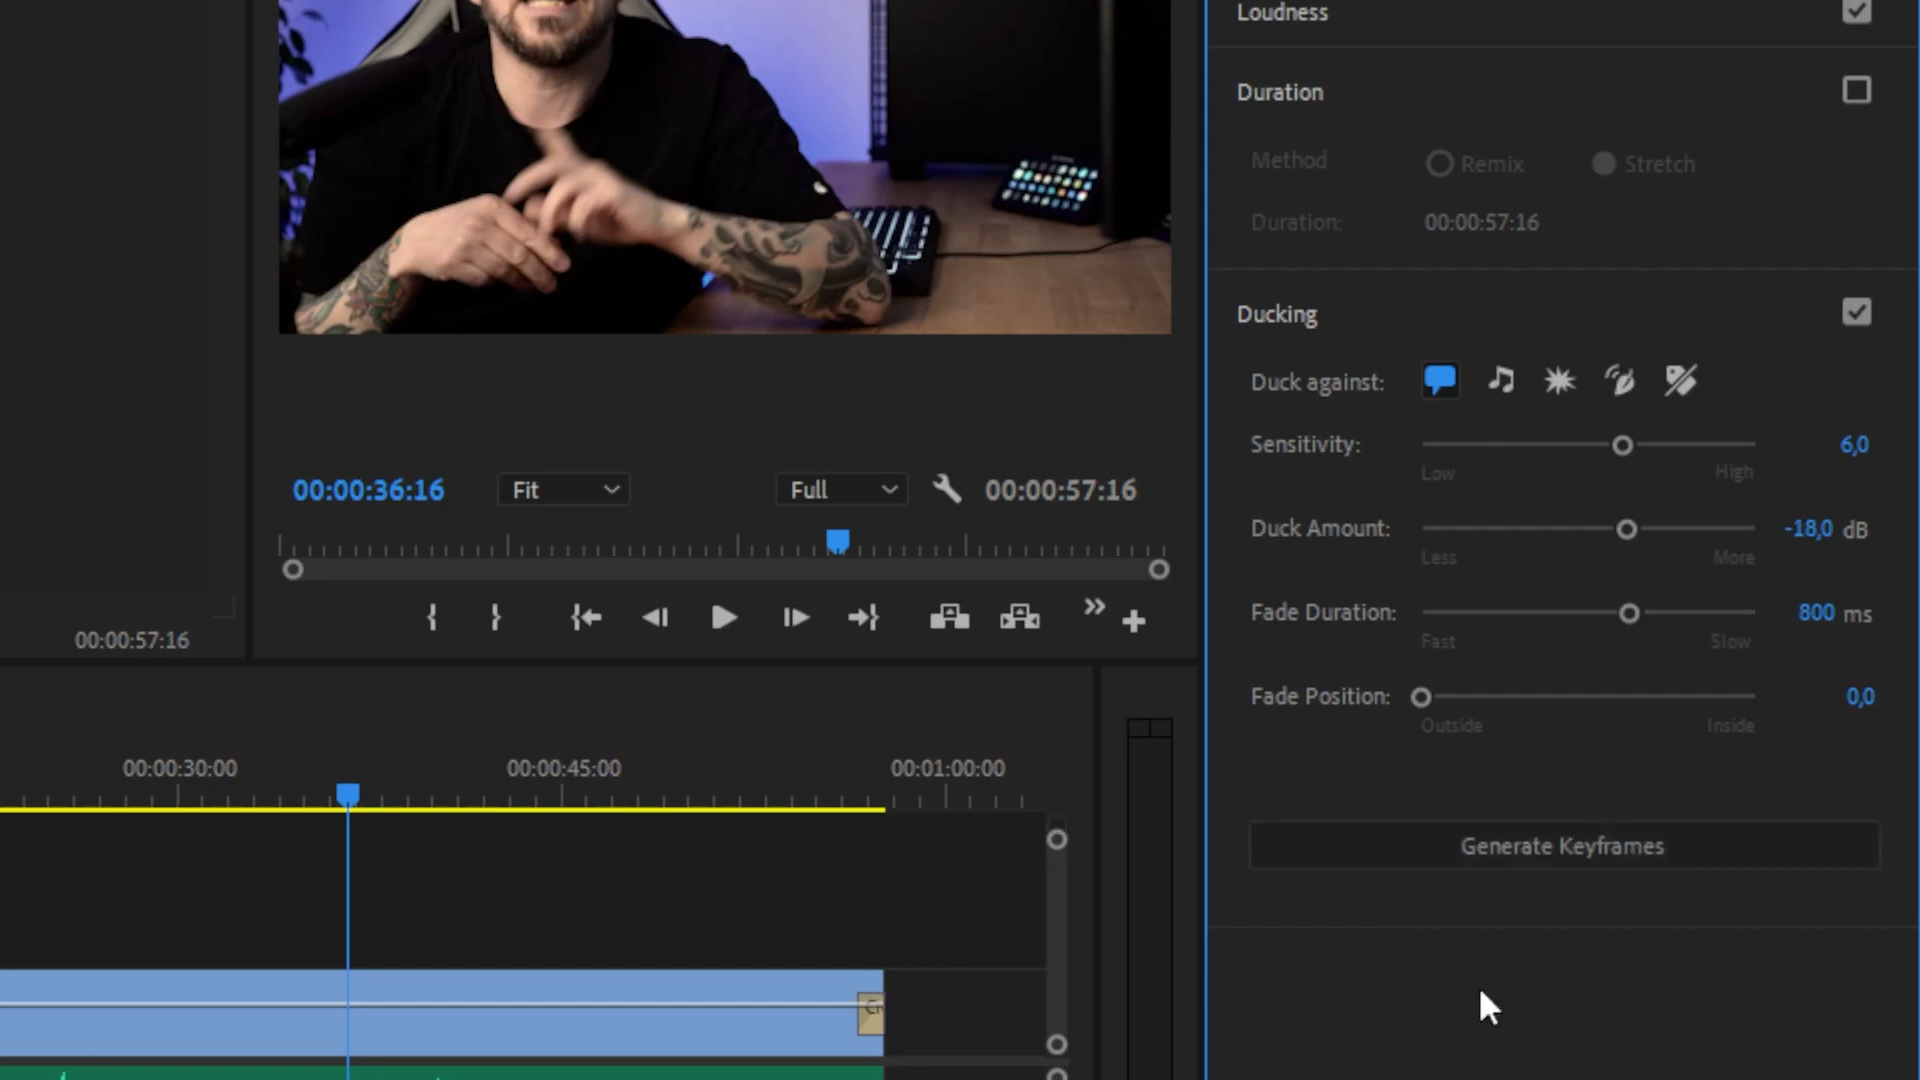 Loudness
Duration
Method
Remix
Stretch
Duration:
00:00:57:16
Ducking
Duck against:
Sensitivity:
6,0
Low
High
Duck Amount:
-18,0 dB
Less
More
Fade Duration:
800 ms
Fast
Slow
Fade Position:
0,0
Outside
Inside
Generate Keyframes
00:00:36:16
Fit
Full
00:00:57:16
00:00:57:16
00:00:30:00
00:00:45:00
00:01:00:00